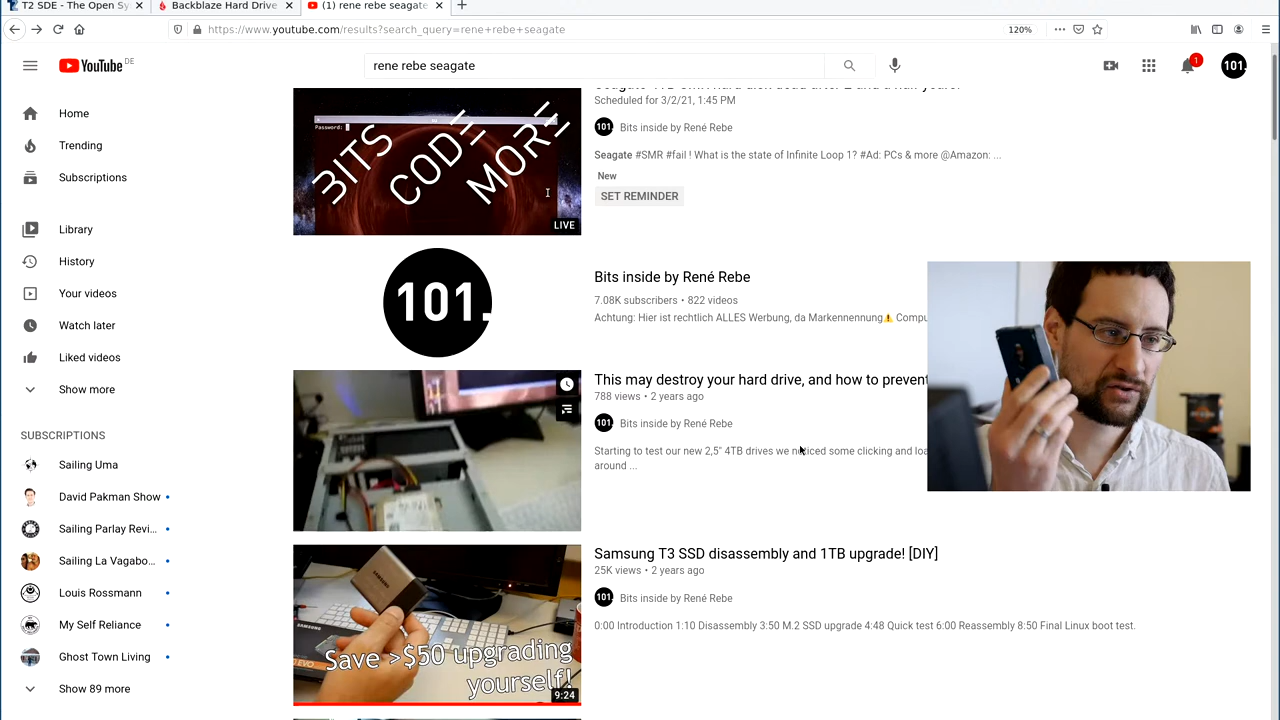 T2 SDE - The Open Sy
Backblaze Hard Drive
(1) rene rebe seagate
https://www.youtube.com/results?search_query=rene+rebe+seagate
120%
YouTube DE
rene rebe seagate
1
101.
Home
Trending
Subscriptions
Library
History
Your videos
Watch later
Liked videos
Show more
SUBSCRIPTIONS
Sailing Uma
David Pakman Show
Sailing Parlay Revi...
Sailing La Vagabo...
Louis Rossmann
My Self Reliance
Ghost Town Living
Show 89 more
Password:
BITS
CODE
MORE
LIVE
Scheduled for 3/2/21, 1:45 PM
101. Bits inside by René Rebe
Seagate #SMR #fail ! What is the state of Infinite Loop 1? #Ad: PCs & more @Amazon: ...
New
SET REMINDER
101.
Bits inside by René Rebe
7.08K subscribers • 822 videos
Achtung: Hier ist rechtlich ALLES Werbung, da Markennennung⚠ Compu
This may destroy your hard drive, and how to prevent
788 views • 2 years ago
101. Bits inside by René Rebe
Starting to test our new 2,5" 4TB drives we noticed some clicking and loa
around ...
SAMSUNG
Save >$50 upgrading
yourself!
9:24
Samsung T3 SSD disassembly and 1TB upgrade! [DIY]
25K views • 2 years ago
101. Bits inside by René Rebe
0:00 Introduction 1:10 Disassembly 3:50 M.2 SSD upgrade 4:48 Quick test 6:00 Reassembly 8:50 Final Linux boot test.